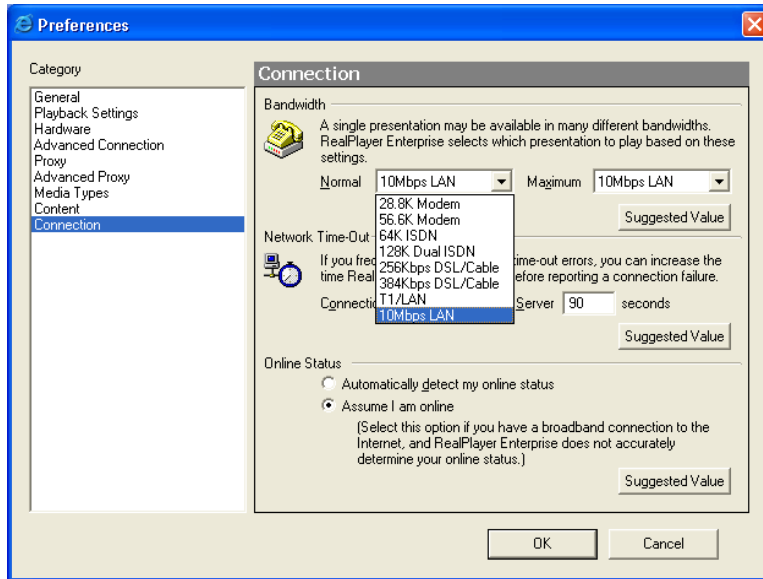 Preferences
Category
General
Playback Settings
Hardware
Advanced Connection
Proxy
Advanced Proxy
Media Types
Content
Connection
Connection
Bandwidth
A single presentation may be available in many different bandwidths.
RealPlayer Enterprise selects which presentation to play based on these
settings.
Normal 10Mbps LAN Maximum 10Mbps LAN
28.8K Modem
56.6K Modem
64K ISDN
128K Dual ISDN
256Kbps DSL/Cable
384Kbps DSL/Cable
T1/LAN
10Mbps LAN
Suggested Value
Network Time-Out
If you time-out errors, you can increase the
time before reporting a connection failure.
Server 90 seconds
Suggested Value
Online Status
Automatically detect my online status
Assume I am online
(Select this option if you have a broadband connection to the
Internet, and RealPlayer Enterprise does not accurately
determine your online status.)
Suggested Value
OK Cancel